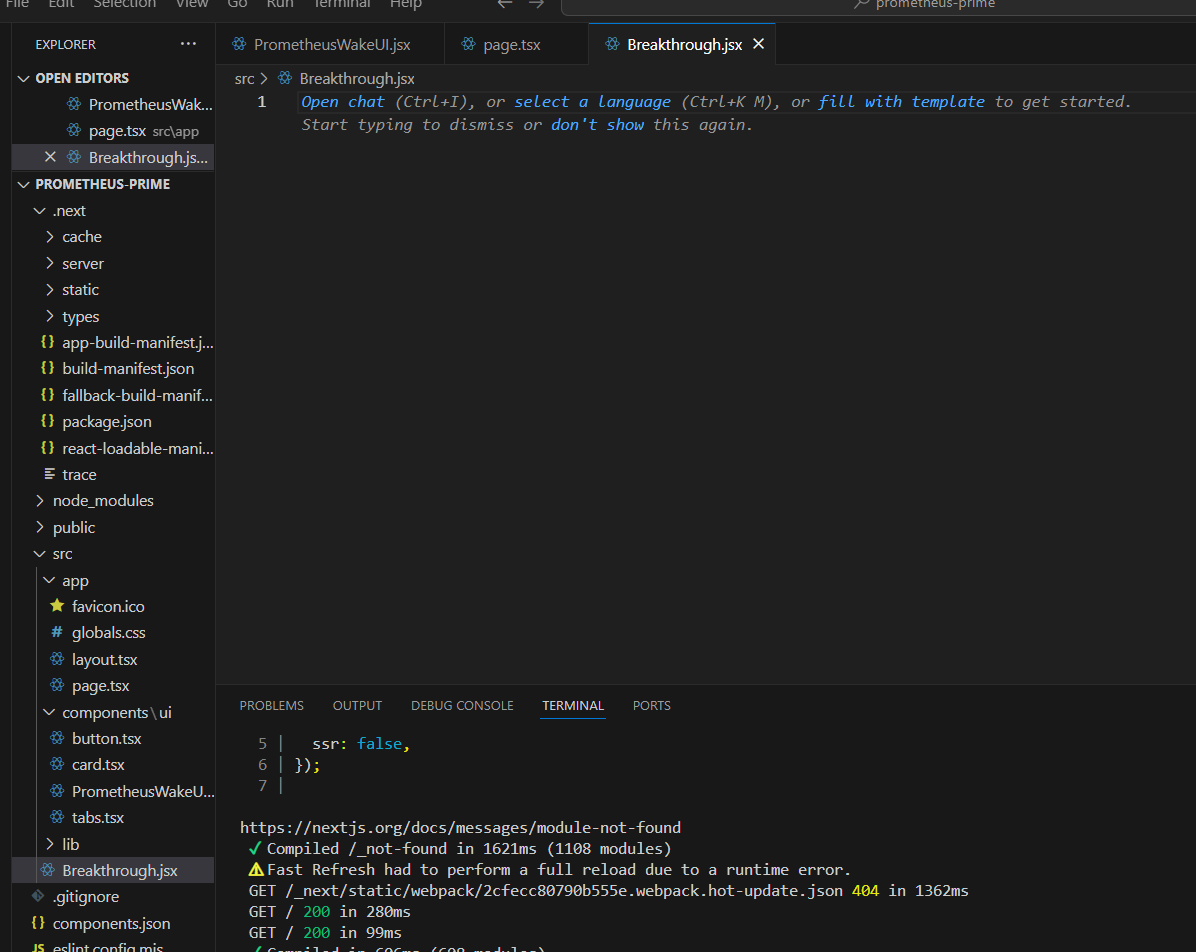 File Edit Selection View Go Run Terminal Help ← → prometheus-prime
EXPLORER ···
OPEN EDITORS
PrometheusWak...
page.tsx src\app
Breakthrough.js...
PROMETHEUS-PRIME
.next
cache
server
static
types
{} app-build-manifest.j...
{} build-manifest.json
{} fallback-build-manif...
{} package.json
{} react-loadable-mani...
trace
node_modules
public
src
app
favicon.ico
# globals.css
layout.tsx
page.tsx
components\ui
button.tsx
card.tsx
PrometheusWakeU...
tabs.tsx
lib
Breakthrough.jsx
.gitignore
{} components.json
JS eslint.config.mjs
PrometheusWakeUI.jsx page.tsx Breakthrough.jsx
src > Breakthrough.jsx
1 Open chat (Ctrl+I), or select a language (Ctrl+K M), or fill with template to get started.
Start typing to dismiss or don't show this again.
PROBLEMS OUTPUT DEBUG CONSOLE TERMINAL PORTS
5 | ssr: false,
6 | });
7 |
https://nextjs.org/docs/messages/module-not-found
✓ Compiled /_not-found in 1621ms (1108 modules)
⚠ Fast Refresh had to perform a full reload due to a runtime error.
GET /_next/static/webpack/2cfecc80790b555e.webpack.hot-update.json 404 in 1362ms
GET / 200 in 280ms
GET / 200 in 99ms
✓ Compiled in 606ms (608 modules)